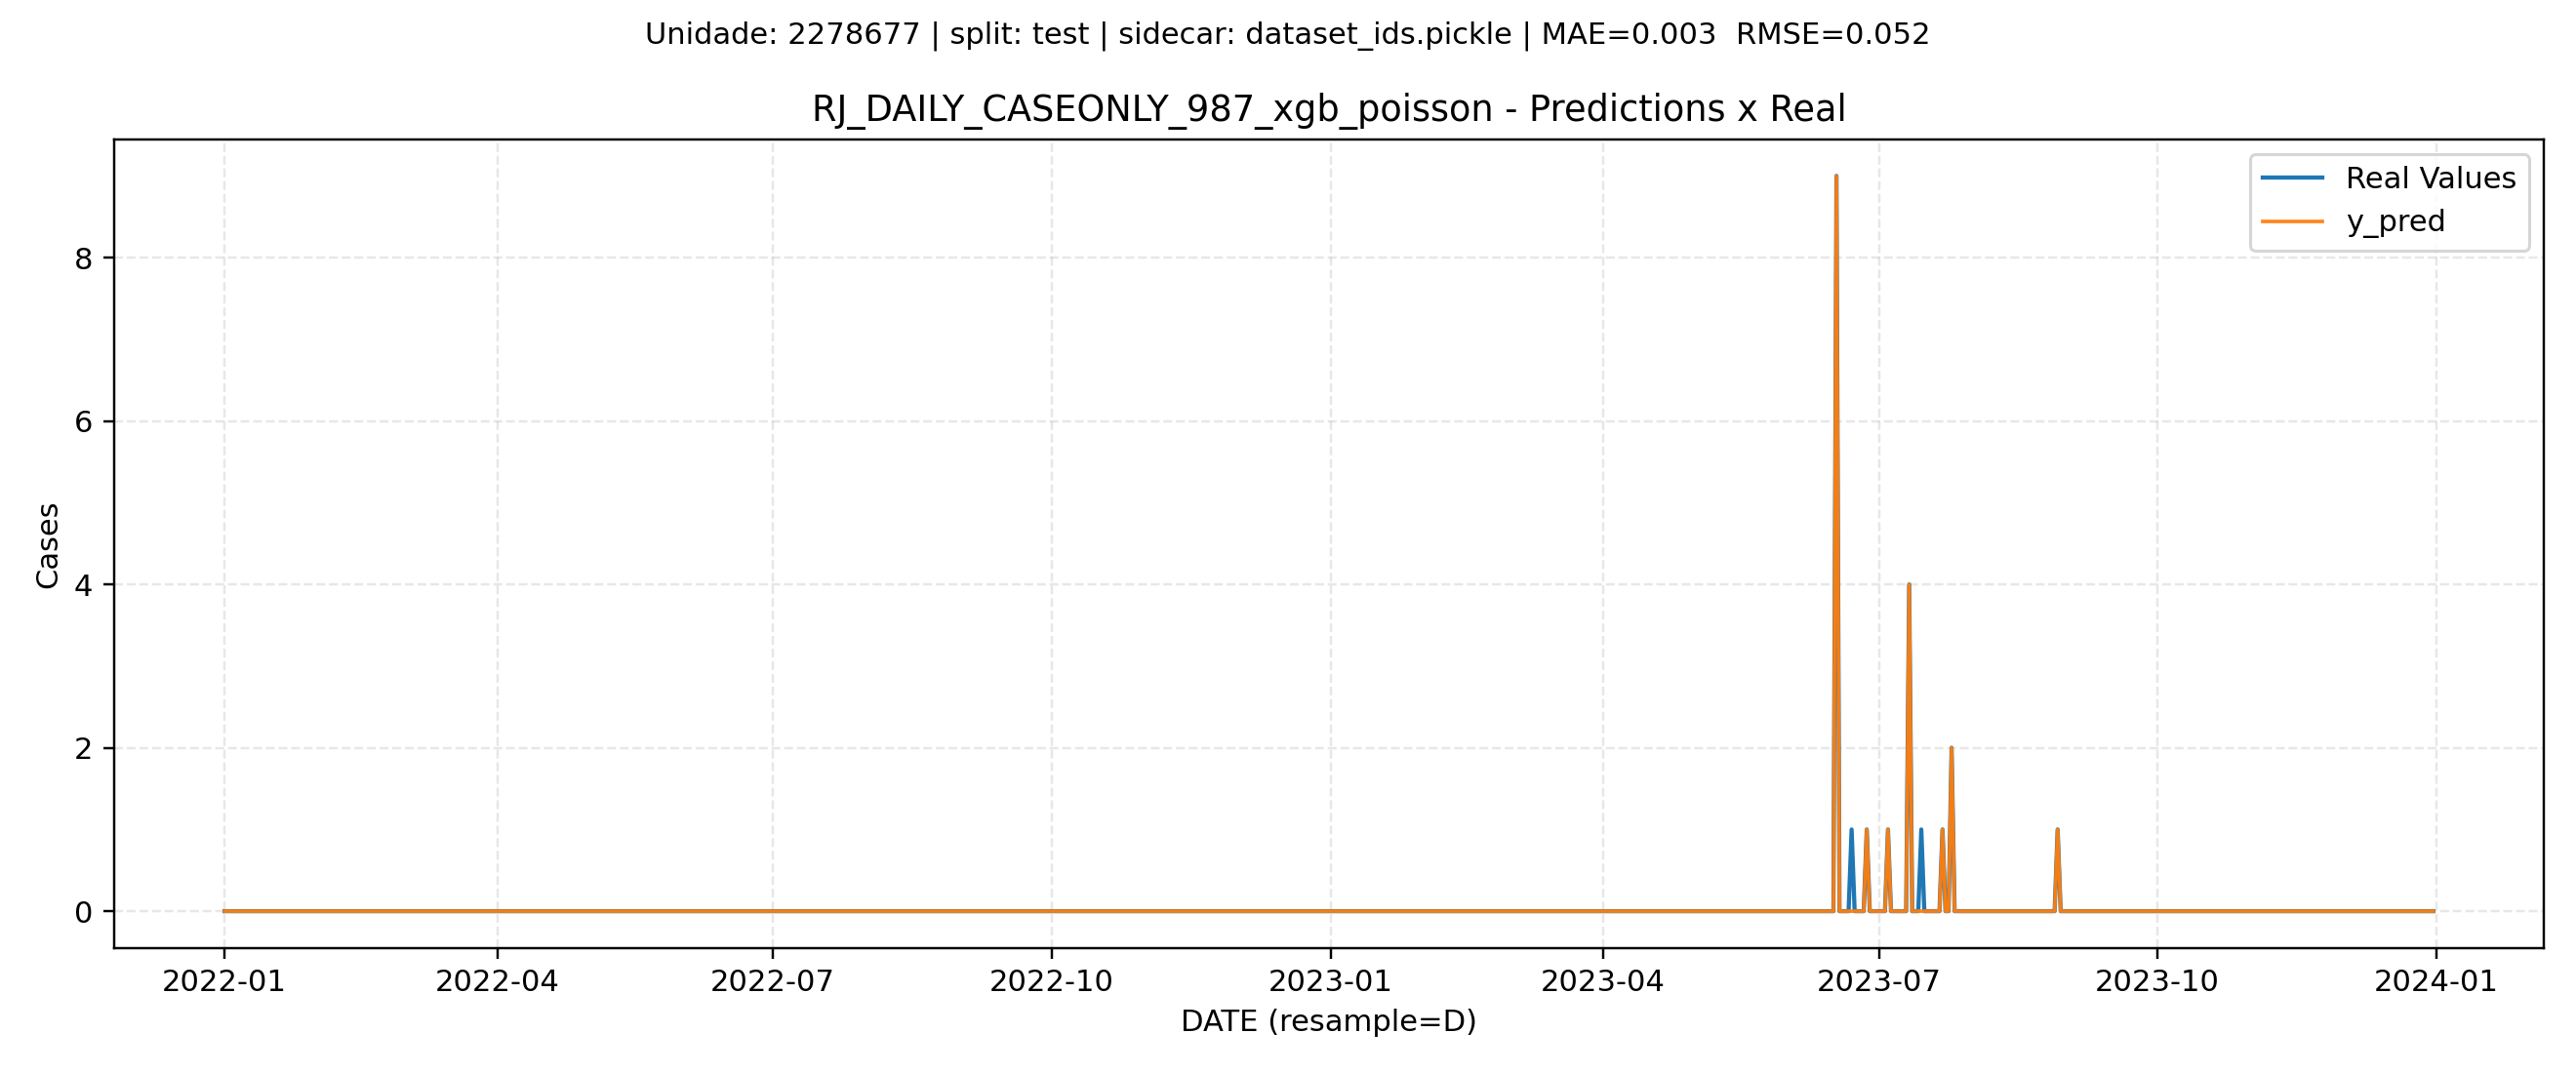 Unidade: 2278677 | split: test | sidecar: dataset_ids.pickle | MAE=0.003  RMSE=0.052
RJ_DAILY_CASEONLY_987_xgb_poisson - Predictions x Real
Real Values
y_pred
8
6
4
2
0
Cases
2022-01 2022-04 2022-07 2022-10 2023-01 2023-04 2023-07 2023-10 2024-01
DATE (resample=D)